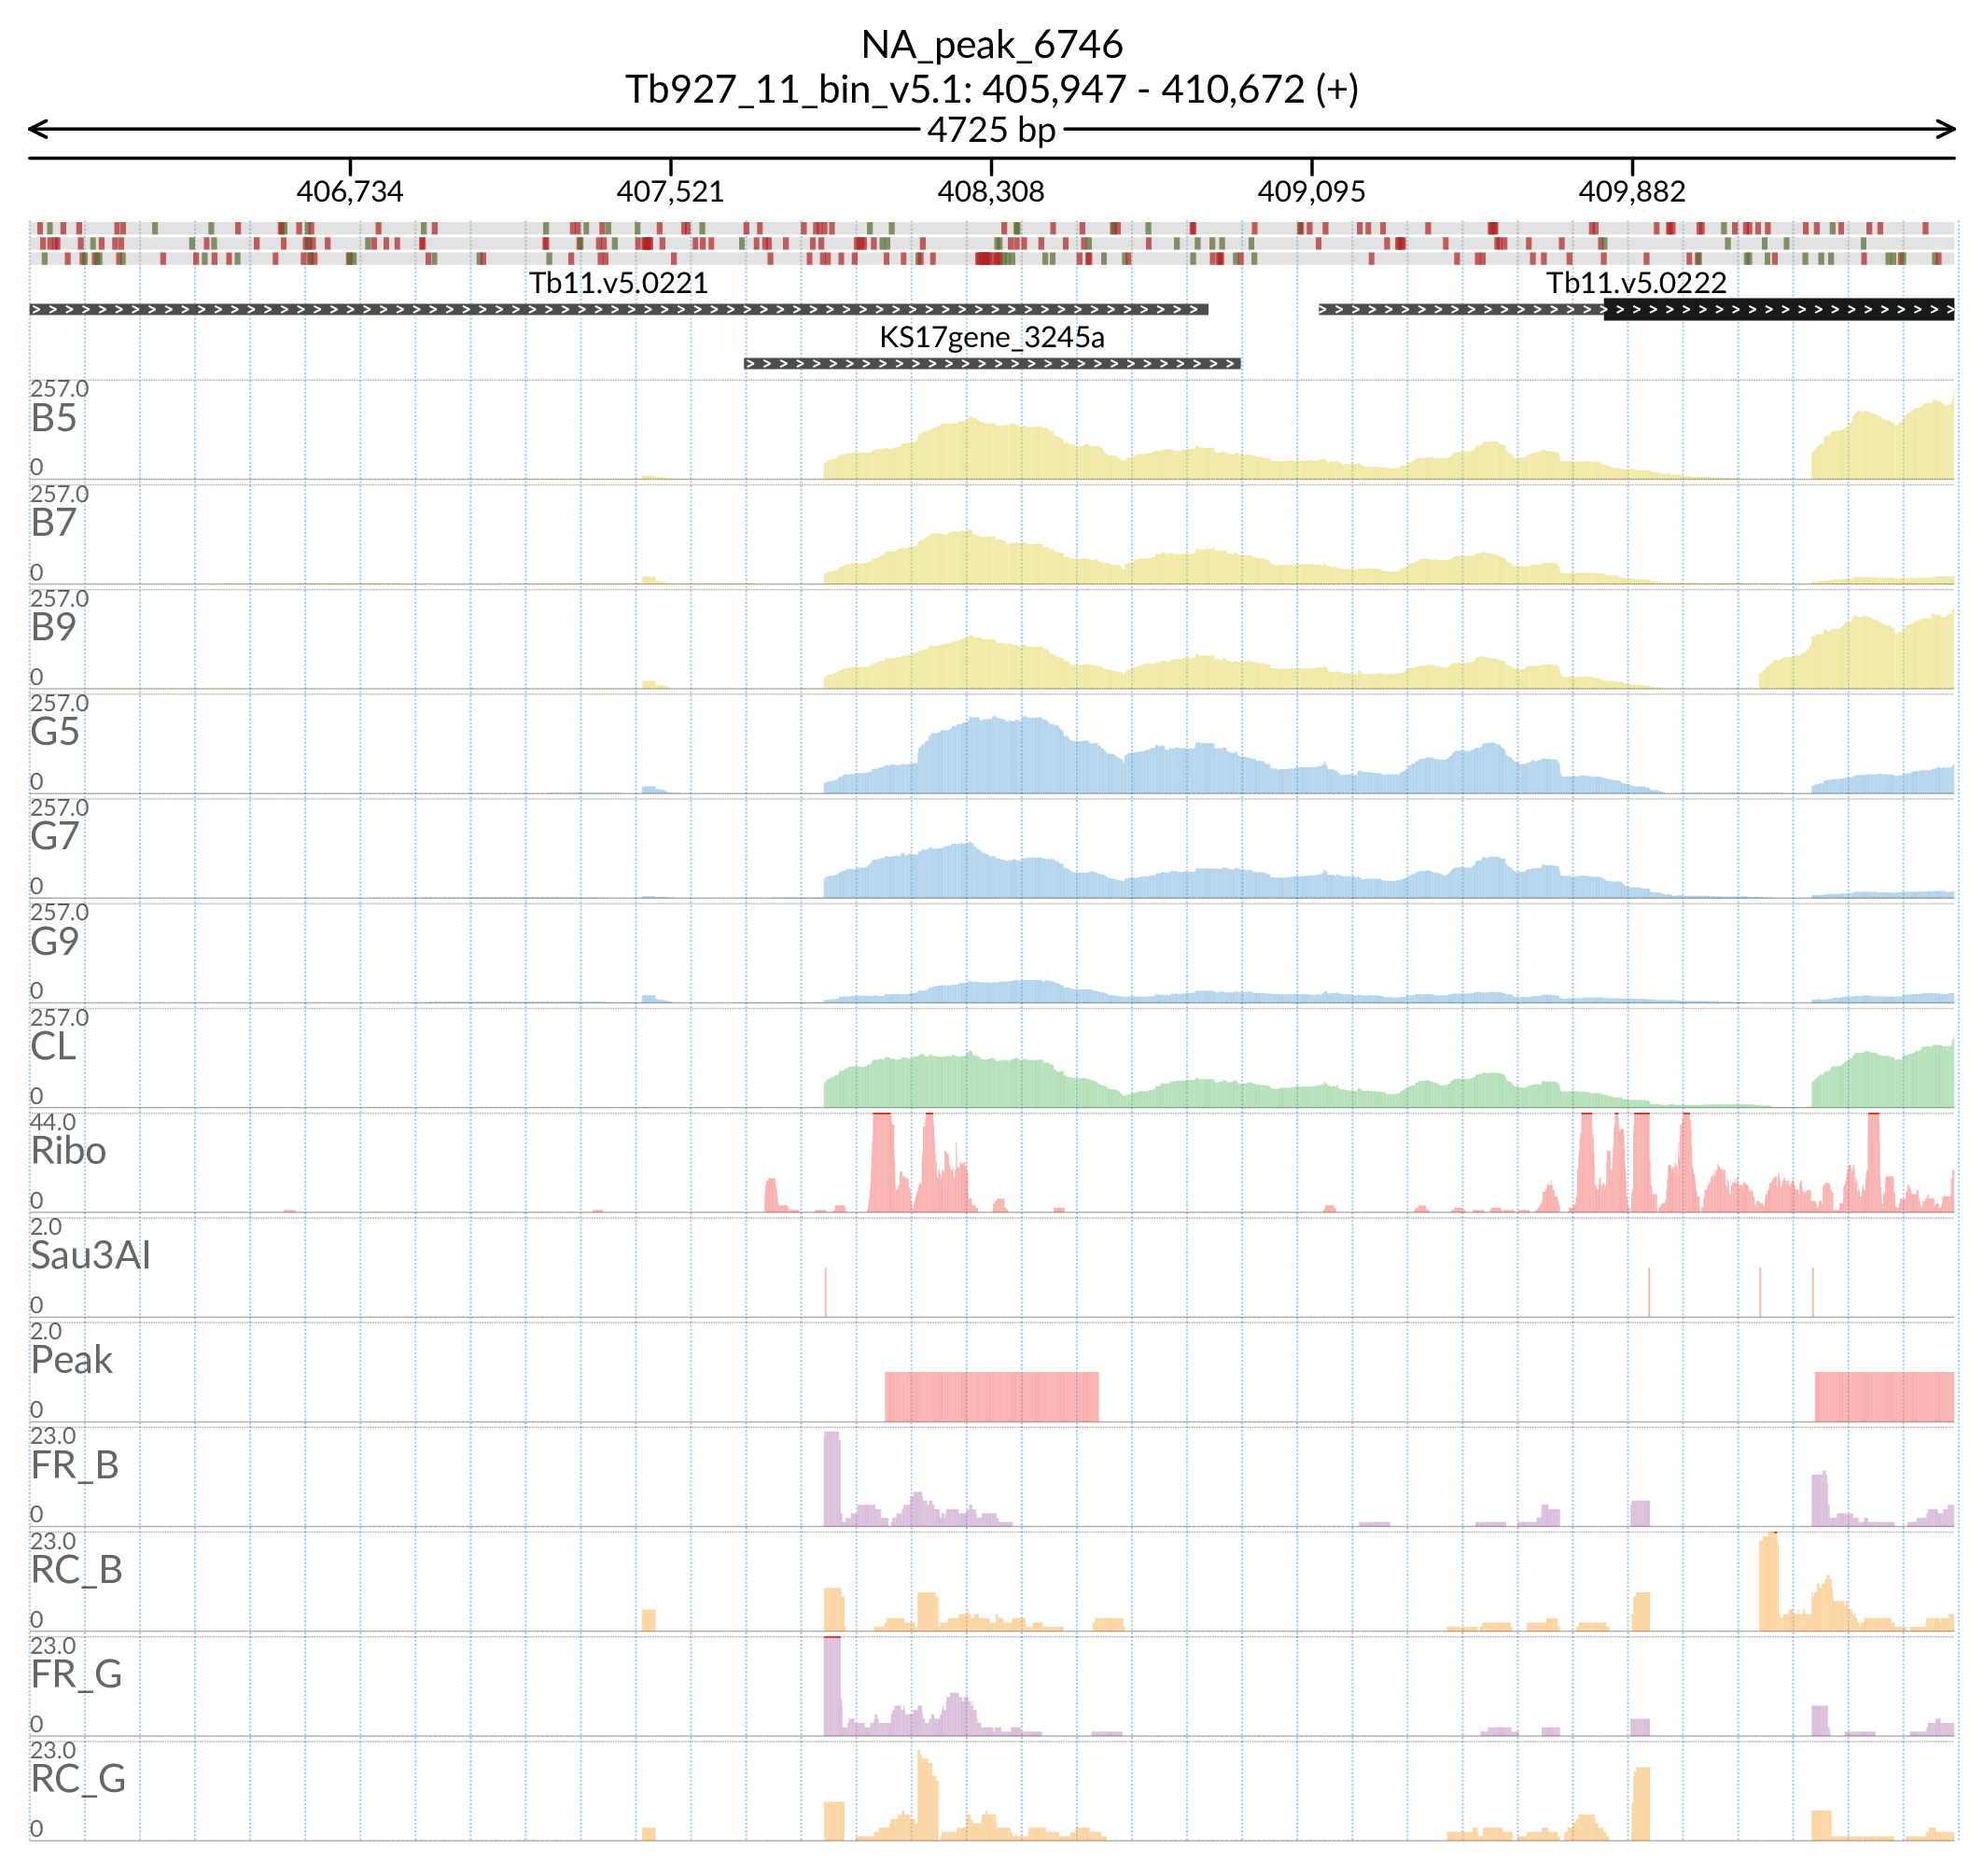 NA_peak_6746
Tb927_11_bin_v5.1: 405,947 - 410,672 (+)
4725 bp
406,734 407,521 408,308 409,095 409,882
Tb11.v5.0221 Tb11.v5.0222
KS17gene_3245a
257.0
B5
0
257.0
B7
0
257.0
B9
0
257.0
G5
0
257.0
G7
0
257.0
G9
0
257.0
CL
0
44.0
Ribo
0
2.0
Sau3AI
0
2.0
Peak
0
23.0
FR_B
0
23.0
RC_B
0
23.0
FR_G
0
23.0
RC_G
0